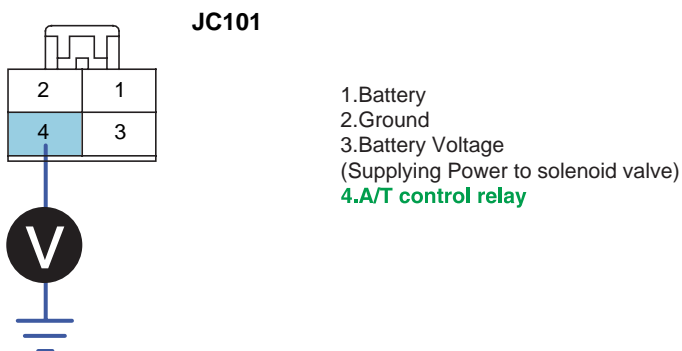 JC101
2 1
4 3
V
1.Battery
2.Ground
3.Battery Voltage
(Supplying Power to solenoid valve)
4.A/T control relay